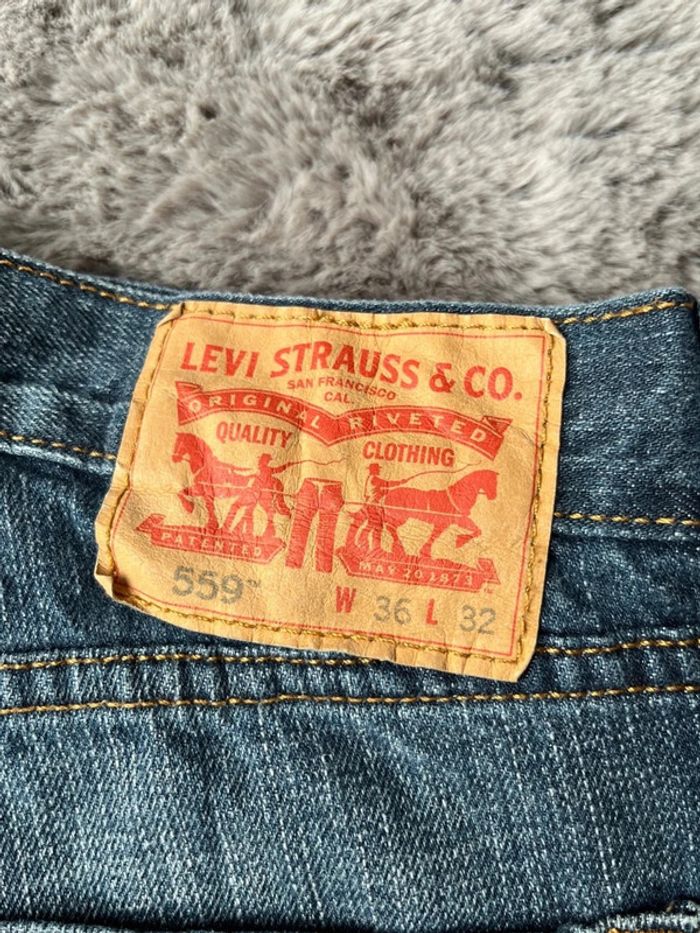 LEVI STRAUSS & CO.
SAN FRANCISCO
CAL.
ORIGINAL RIVETED
QUALITY CLOTHING
PATENTED MAY 20 1873
559™ W 36 L 32